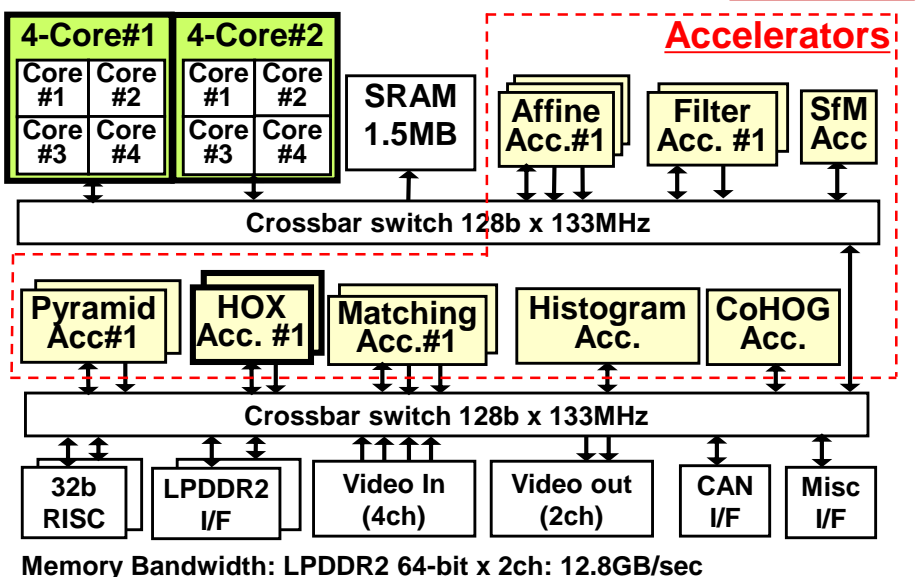 4-Core#1
4-Core#2
Accelerators
Core
#1
Core
#2
Core
#3
Core
#4
Core
#1
Core
#2
Core
#3
Core
#4
SRAM
1.5MB
Affine
Acc.#1
Filter
Acc. #1
SfM
Acc
Crossbar switch 128b x 133MHz
Pyramid
Acc#1
HOX
Acc. #1
Matching
Acc.#1
Histogram
Acc.
CoHOG
Acc.
Crossbar switch 128b x 133MHz
32b
RISC
LPDDR2
I/F
Video In
(4ch)
Video out
(2ch)
CAN
I/F
Misc
I/F
Memory Bandwidth: LPDDR2 64-bit x 2ch: 12.8GB/sec